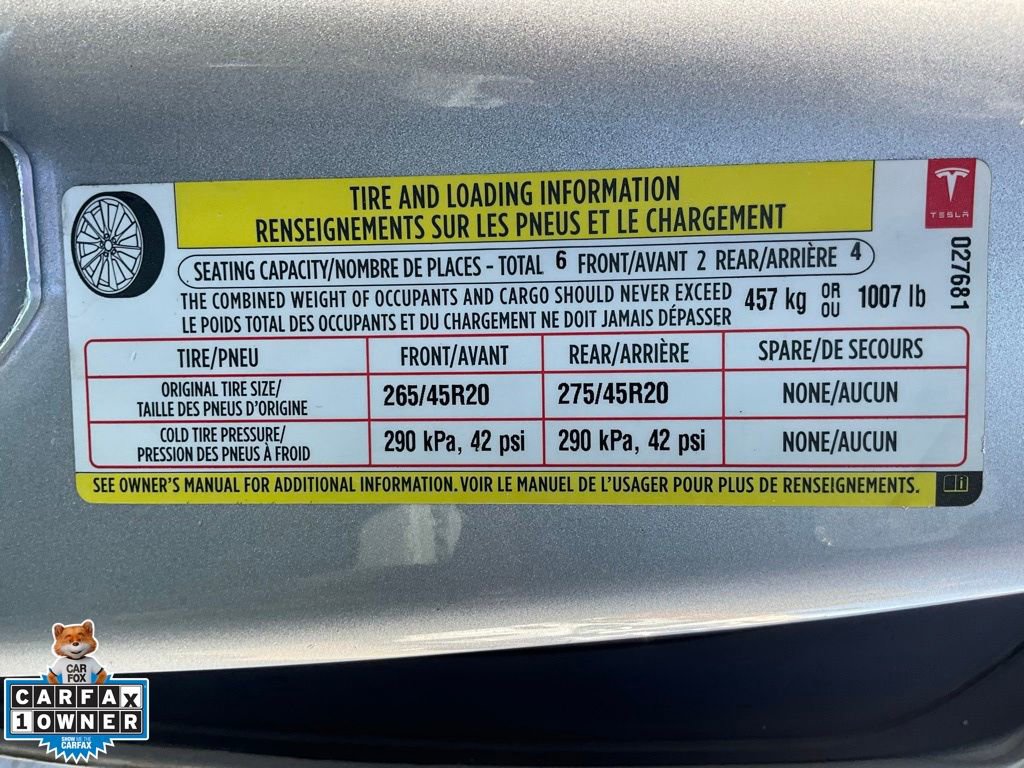 TIRE AND LOADING INFORMATION
RENSEIGNEMENTS SUR LES PNEUS ET LE CHARGEMENT
TESLA
027681
SEATING CAPACITY/NOMBRE DE PLACES - TOTAL 6 FRONT/AVANT 2 REAR/ARRIÈRE 4
THE COMBINED WEIGHT OF OCCUPANTS AND CARGO SHOULD NEVER EXCEED
LE POIDS TOTAL DES OCCUPANTS ET DU CHARGEMENT NE DOIT JAMAIS DÉPASSER
457 kg OR
OU 1007 lb
TIRE/PNEU FRONT/AVANT REAR/ARRIÈRE SPARE/DE SECOURS
ORIGINAL TIRE SIZE/
TAILLE DES PNEUS D'ORIGINE
265/45R20 275/45R20 NONE/AUCUN
COLD TIRE PRESSURE/
PRESSION DES PNEUS À FROID
290 kPa, 42 psi 290 kPa, 42 psi NONE/AUCUN
SEE OWNER'S MANUAL FOR ADDITIONAL INFORMATION. VOIR LE MANUEL DE L'USAGER POUR PLUS DE RENSEIGNEMENTS.
CAR
FOX
CARFAX
1 OWNER
SHOW ME THE
CARFAX